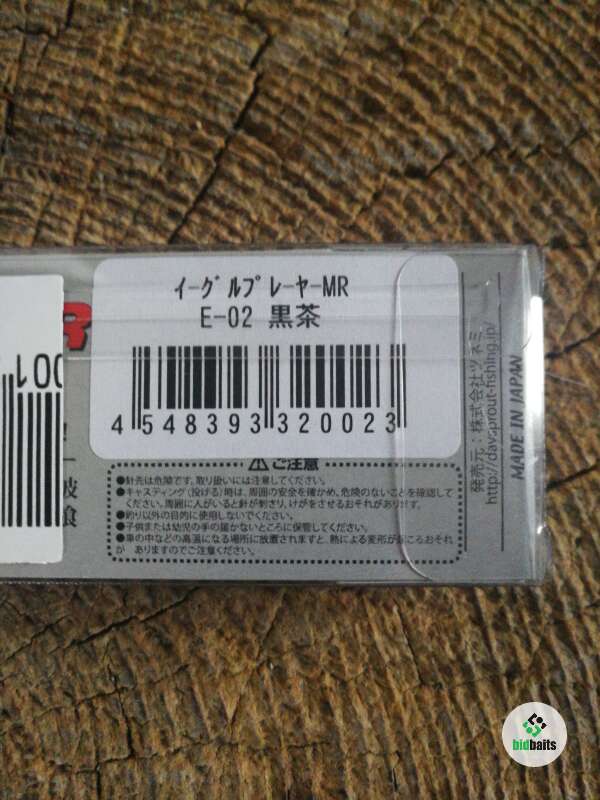 ｲｰｸﾞﾙﾌﾟﾚｰﾔｰMR
E-02 黒茶
4 548393 320023
R
001
!
披
食
⚠ご注意
●針先は危険です。取り扱いには注意してください。
●キャスティング（投げる）時は、周囲の安全を確かめ、危険のないことを確認して
ください。周囲に人がいると針が刺さり、けがをさせるおそれがあります。
●釣り以外の目的に使用しないでください。
●子供または幼児の手の届かないところに保管してください。
●車の中などの高温になる場所に放置されますと、熱による変形が起こるおそれ
が ありますのでご注意ください。
発売元：株式会社ツネミ
http://davsprout-fishing.jp/
MADE IN JAPAN
bidbaits